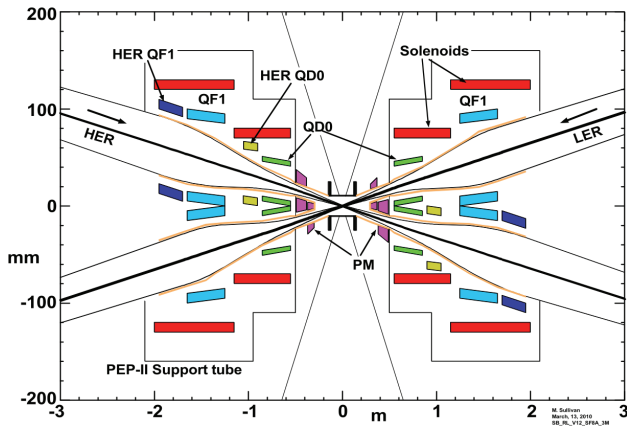 200
HER QF1
HER QD0
Solenoids
QF1
QF1
100
QD0
HER
LER
0
mm
PM
-100
PEP-II Support tube
-200
-3
-2
-1
0
m
1
2
3
M. Sullivan
March, 13, 2010
SB_RL_V12_SF8A_3M